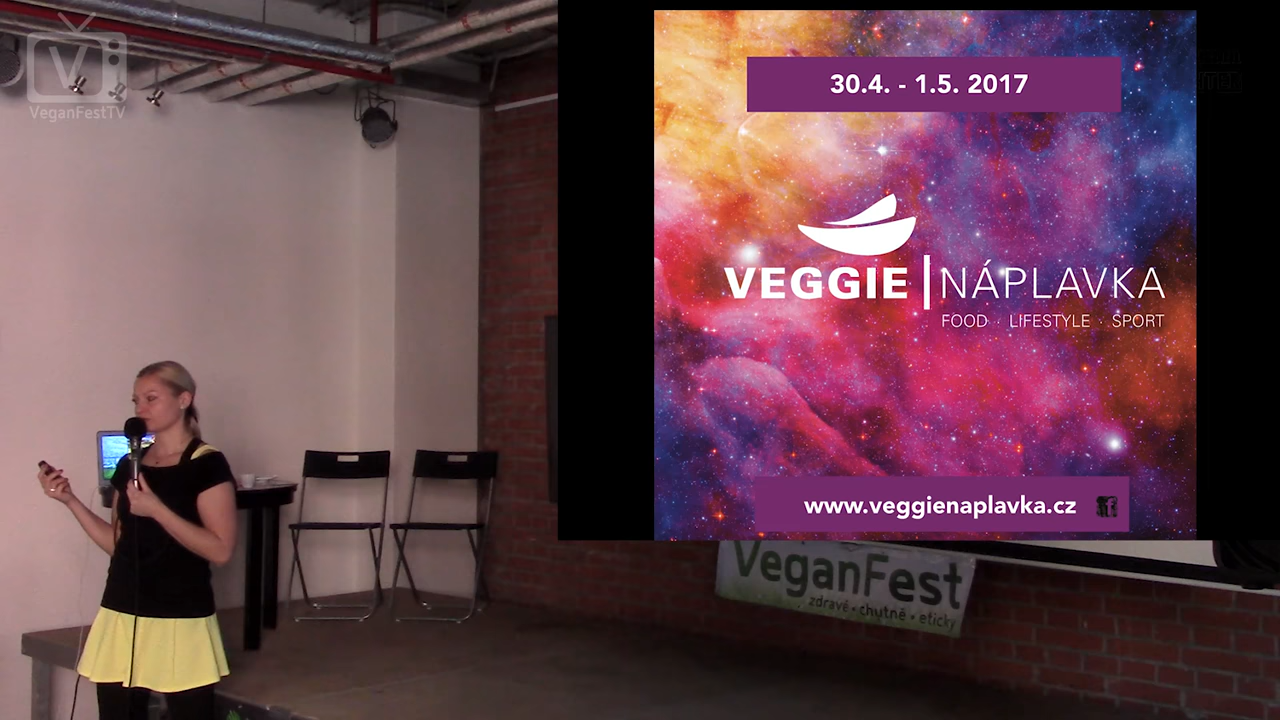 VeganFestTV
30.4. - 1.5. 2017
VEGGIE | NÁPLAVKA
FOOD · LIFESTYLE · SPORT
www.veggienaplavka.cz
VeganFest
zdravě • chutně • eticky